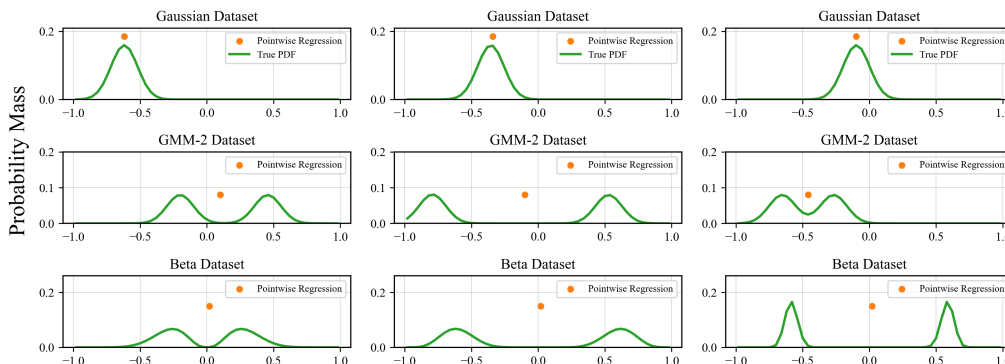 Probability Mass
Gaussian Dataset
0.2
0.0
Pointwise Regression
True PDF
−1.0 −0.5 0.0 0.5 1.0
Gaussian Dataset
Pointwise Regression
True PDF
−1.0 −0.5 0.0 0.5 1.0
Gaussian Dataset
Pointwise Regression
True PDF
−1.0 −0.5 0.0 0.5 1.0
GMM-2 Dataset
0.2
0.1
0.0
Pointwise Regression
−1.0 −0.5 0.0 0.5 1.0
GMM-2 Dataset
0.2
0.1
0.0
Pointwise Regression
−1.0 −0.5 0.0 0.5 1.0
GMM-2 Dataset
0.2
0.1
0.0
Pointwise Regression
−1.0 −0.5 0.0 0.5 1.0
Beta Dataset
0.2
0.0
Pointwise Regression
−1.0 −0.5 0.0 0.5 1.0
Beta Dataset
0.2
0.0
Pointwise Regression
−1.0 −0.5 0.0 0.5 1.0
Beta Dataset
0.2
0.0
Pointwise Regression
−1.0 −0.5 0.0 0.5 1.0